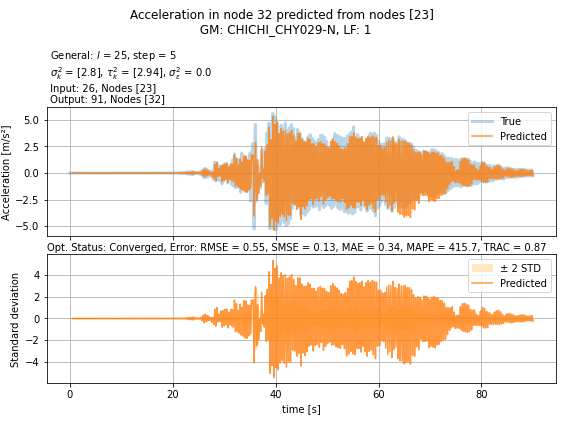 Acceleration in node 32 predicted from nodes [23]
GM: CHICHI_CHY029-N, LF: 1
General: l = 25, step = 5
σ²ₖ = [2.8], τ²ₖ = [2.94], σ²ε = 0.0
Input: 26, Nodes [23]
Output: 91, Nodes [32]
Acceleration [m/s²]
5.0
2.5
0.0
−2.5
−5.0
True
Predicted
Opt. Status: Converged, Error: RMSE = 0.55, SMSE = 0.13, MAE = 0.34, MAPE = 415.7, TRAC = 0.87
Standard deviation
4
2
0
−2
−4
± 2 STD
Predicted
0 20 40 60 80
time [s]